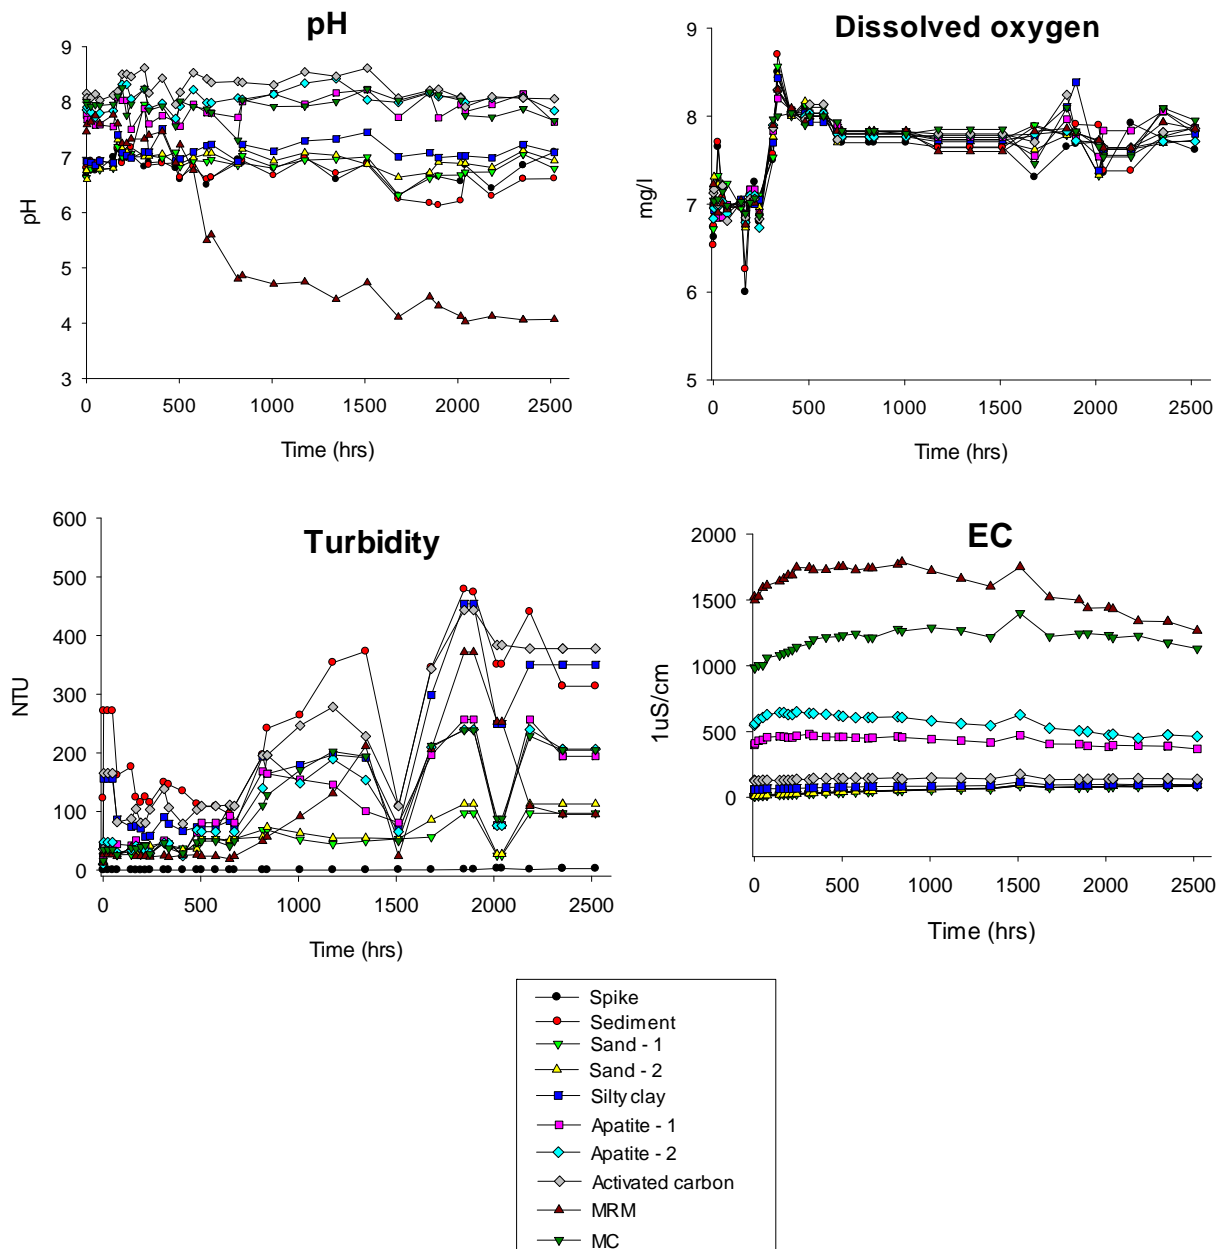 pH
9
8
7
6
5
4
3
pH
0 500 1000 1500 2000 2500
Time (hrs)
Dissolved oxygen
9
8
7
6
5
mg/l
0 500 1000 1500 2000 2500
Time (hrs)
Turbidity
600
500
400
300
200
100
0
NTU
0 500 1000 1500 2000 2500
Time (hrs)
EC
2000
1500
1000
500
0
1uS/cm
0 500 1000 1500 2000 2500
Time (hrs)
Spike
Sediment
Sand - 1
Sand - 2
Silty clay
Apatite - 1
Apatite - 2
Activated carbon
MRM
MC